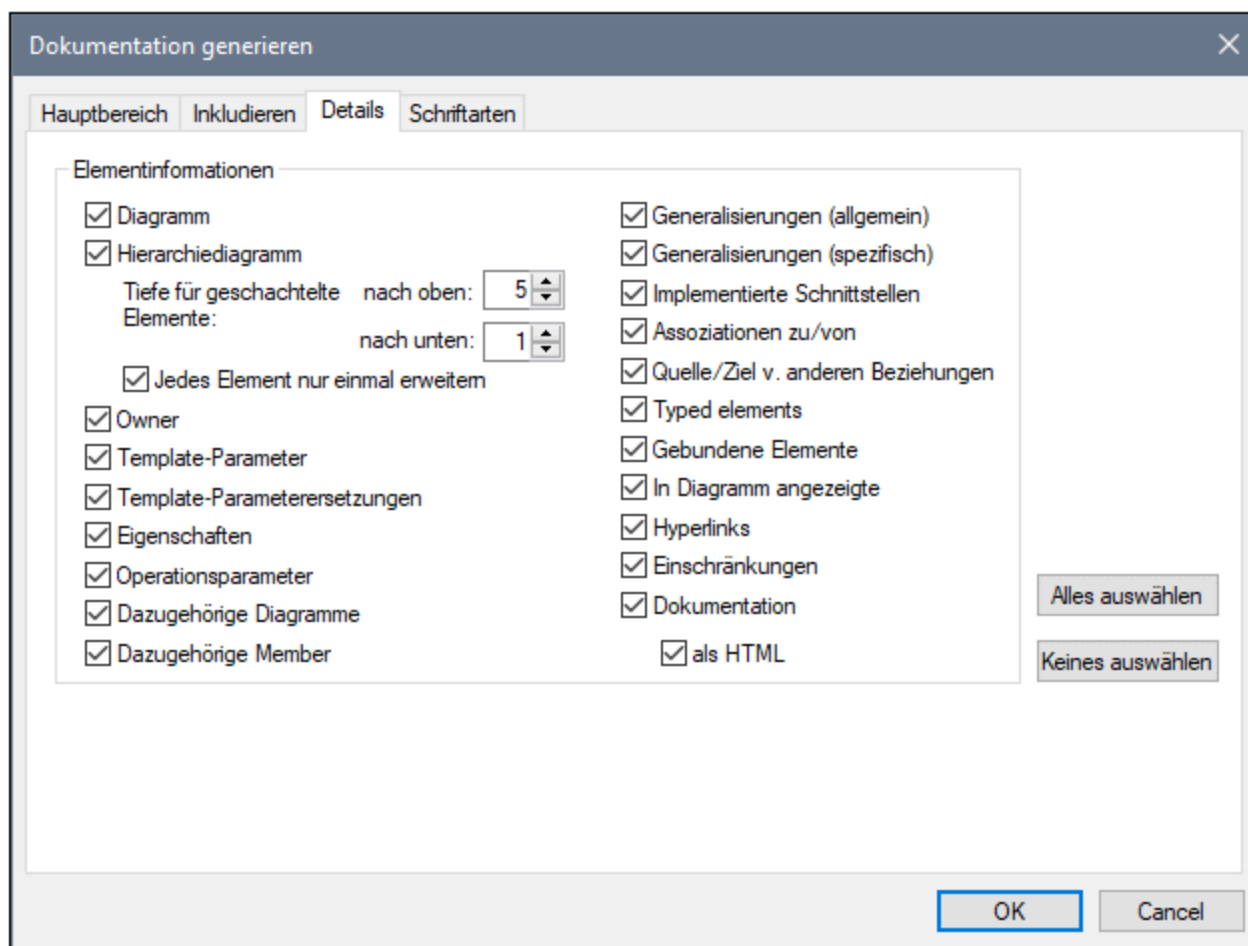 Dokumentation generieren
Hauptbereich Inkludieren Details Schriftarten
Elementinformationen
Diagramm
Hierarchiediagramm
Tiefe für geschachtelte nach oben: 5
Elemente:
nach unten: 1
Jedes Element nur einmal erweitern
Owner
Template-Parameter
Template-Parameterersetzungen
Eigenschaften
Operationsparameter
Dazugehörige Diagramme
Dazugehörige Member
Generalisierungen (allgemein)
Generalisierungen (spezifisch)
Implementierte Schnittstellen
Assoziationen zu/von
Quelle/Ziel v. anderen Beziehungen
Typed elements
Gebundene Elemente
In Diagramm angezeigte
Hyperlinks
Einschränkungen
Dokumentation
als HTML
Alles auswählen
Keines auswählen
OK Cancel